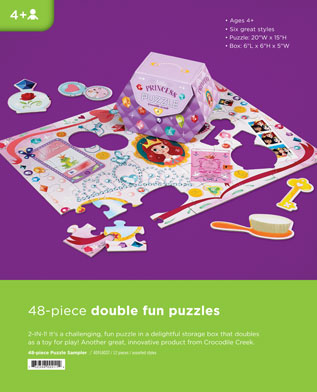 4+
• Ages 4+
• Six great styles
• Puzzle: 20"W x 15"H
• Box: 6"L x 6"H x 5"W
PRINCESS
PUZZLE
48-piece double fun puzzles
2-IN-1! It's a challenging, fun puzzle in a delightful storage box that doubles
as a toy for play! Another great, innovative product from Crocodile Creek.
48-piece Puzzle Sampler